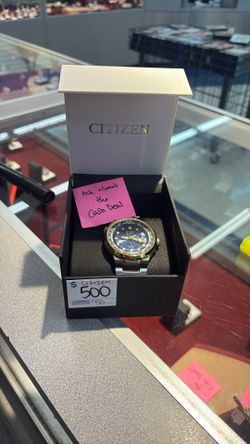 CITIZEN
Ask about
the
Cash Deal
$ Citizen
500